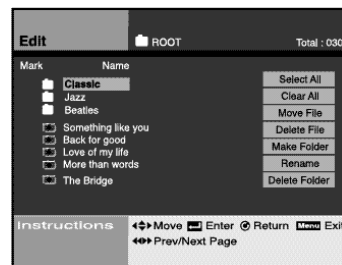 Edit ROOT Total : 030
Mark Name
Classic
Jazz
Beatles
Something like you
Back for good
Love of my life
More than words
The Bridge
Select All
Clear All
Move File
Delete File
Make Folder
Rename
Delete Folder
Instructions Move Enter Return Menu Exit
Prev/Next Page